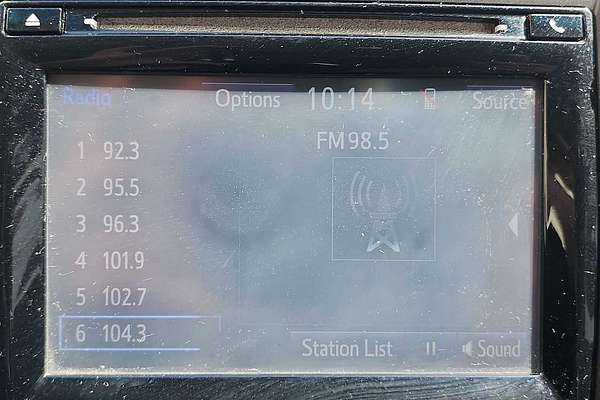 Radio Options 10:14 Source
FM 98.5
1 92.3
2 95.5
3 96.3
4 101.9
5 102.7
6 104.3
Station List Sound